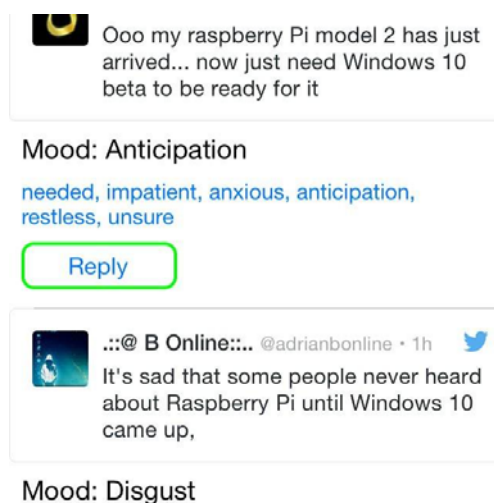 Ooo my raspberry Pi model 2 has just
arrived... now just need Windows 10
beta to be ready for it
Mood: Anticipation
needed, impatient, anxious, anticipation,
restless, unsure
Reply
.::@ B Online::.. @adrianbonline • 1h
It's sad that some people never heard
about Raspberry Pi until Windows 10
came up,
Mood: Disgust